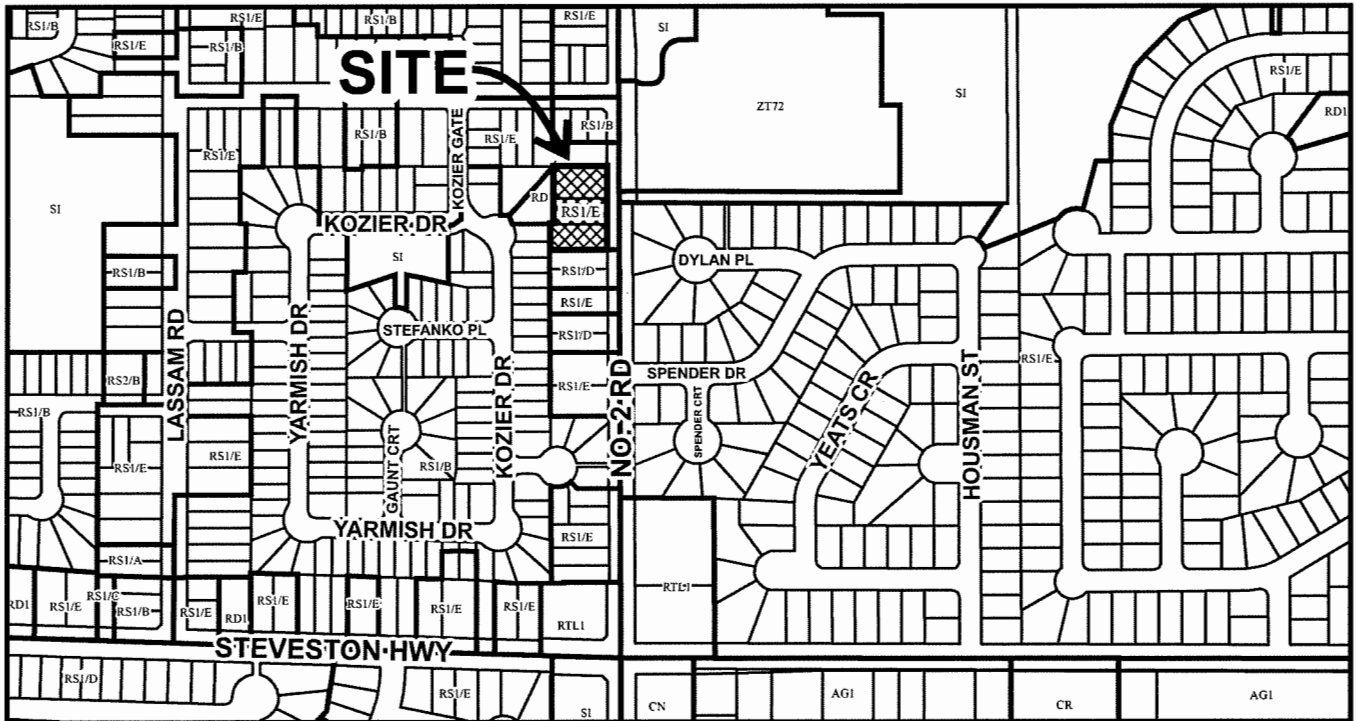 RS1/B
RS1/E
RS1/B
RS1/E
SI
RS1/E
RS1/B
SITE
ZT72
SI
RS1/E
RD1
RS1/E
RS1/B
KOZIER GATE
RS1/E
RS1/B
SI
KOZIER DR
RD
RS1/E
SI
DYLAN PL
RS1/B
RS1/D
RS1/E
STEFANKO PL
RS1/D
LASSAM RD
YARMISH DR
KOZIER DR
NO 2 RD
RS2/B
RS1/E
SPENDER DR
RS1/E
RS1/B
SPENDER CRT
YEATS CR
HOUSMAN ST
RS1/E
RS1/E
GAUNT CRT
RS1/B
YARMISH DR
RS1/E
RS1/A
RTL1
RD1
RS1/E
RS1/C
RS1/B
RS1/E
RD1
RS1/E
RS1/E
RS1/E
RS1/E
RTL1
STEVESTON HWY
RS1/D
RS1/E
SI
CN
AG1
CR
AG1